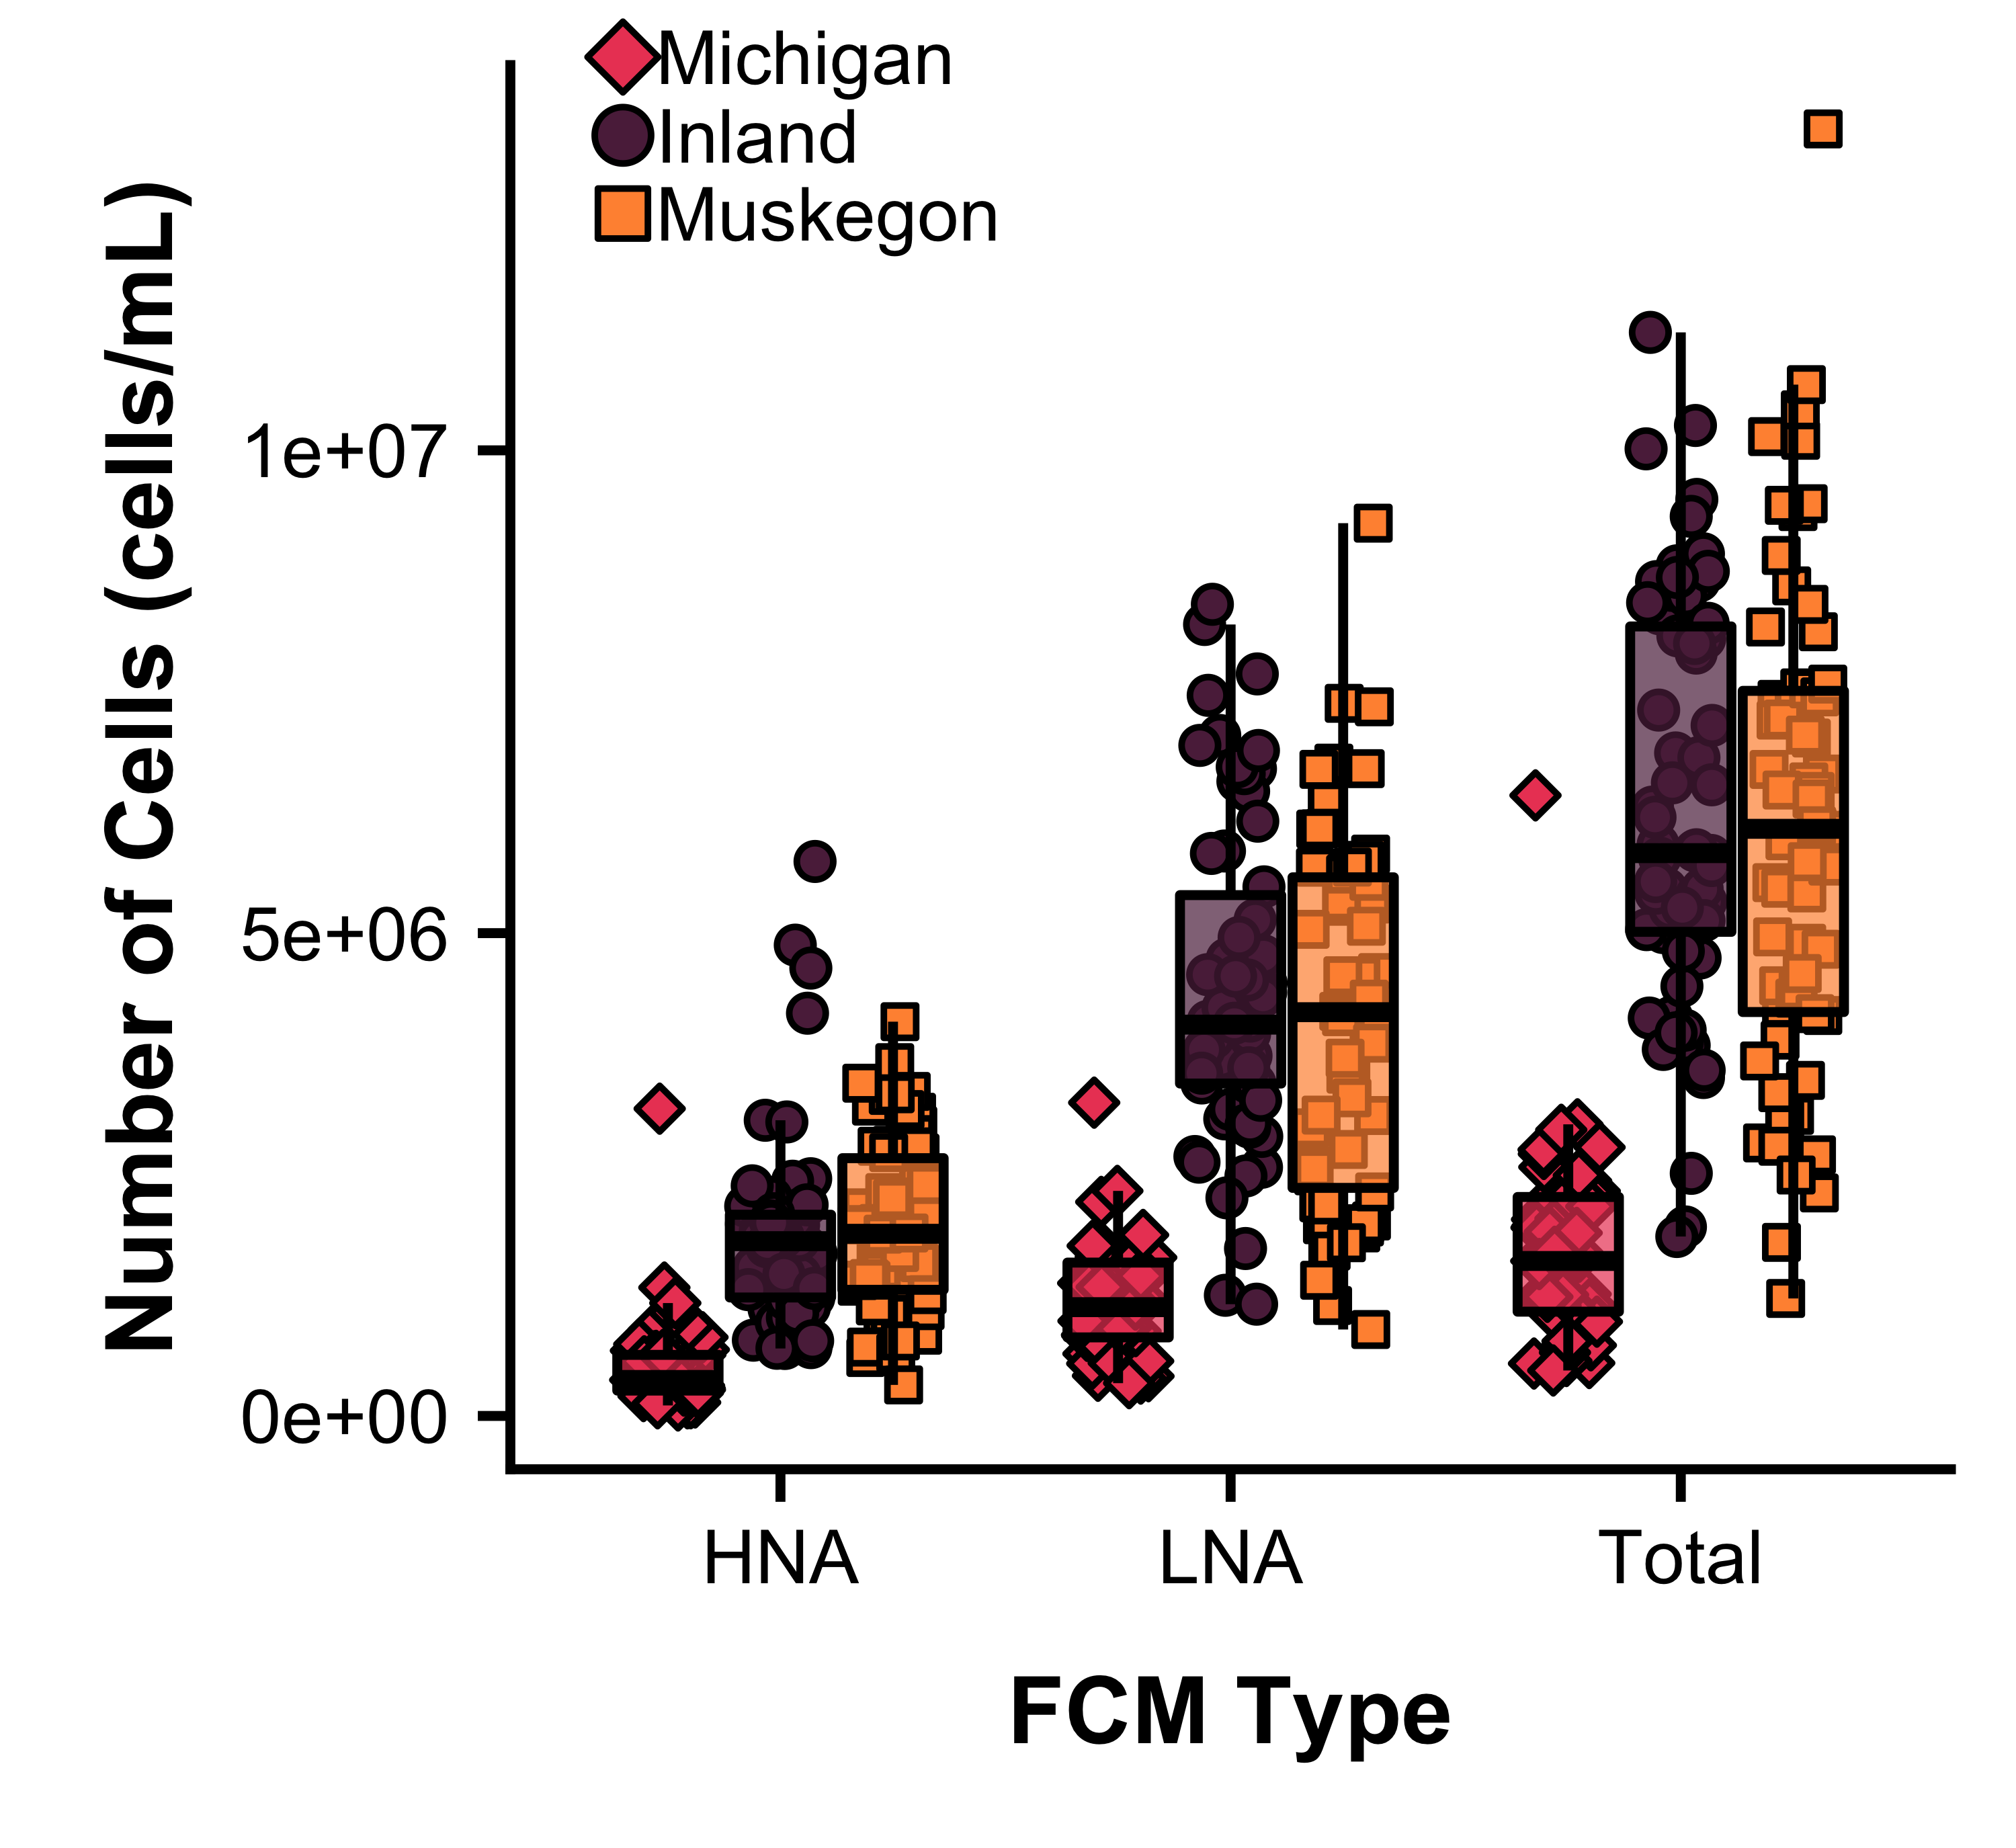 Michigan
Inland
Muskegon
Number of Cells (cells/mL)
1e+07
5e+06
0e+00
HNA
LNA
Total
FCM Type